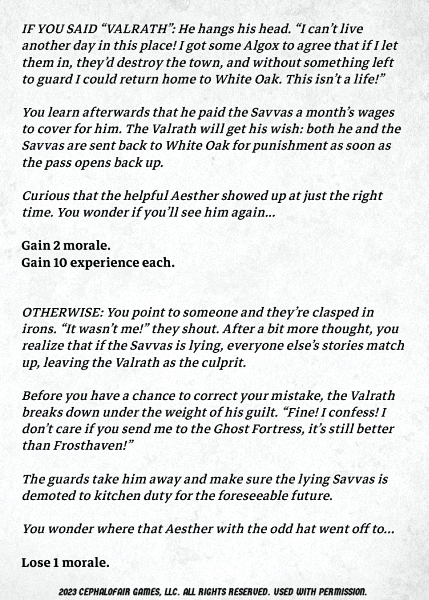 IF YOU SAID “VALRATH”: He hangs his head. “I can’t live
another day in this place! I got some Algox to agree that if I let
them in, they’d destroy the town, and without something left
to guard I could return home to White Oak. This isn’t a life!”
You learn afterwards that he paid the Savvas a month’s wages
to cover for him. The Valrath will get his wish: both he and the
Savvas are sent back to White Oak for punishment as soon as
the pass opens back up.
Curious that the helpful Aesther showed up at just the right
time. You wonder if you’ll see him again...
Gain 2 morale.
Gain 10 experience each.
OTHERWISE: You point to someone and they’re clasped in
irons. “It wasn’t me!” they shout. After a bit more thought, you
realize that if the Savvas is lying, everyone else’s stories match
up, leaving the Valrath as the culprit.
Before you have a chance to correct your mistake, the Valrath
breaks down under the weight of his guilt. “Fine! I confess! I
don’t care if you send me to the Ghost Fortress, it’s still better
than Frosthaven!”
The guards take him away and make sure the lying Savvas is
demoted to kitchen duty for the foreseeable future.
You wonder where that Aesther with the odd hat went off to...
Lose 1 morale.
2023 CEPHALOFAIR GAMES, LLC. ALL RIGHTS RESERVED. USED WITH PERMISSION.